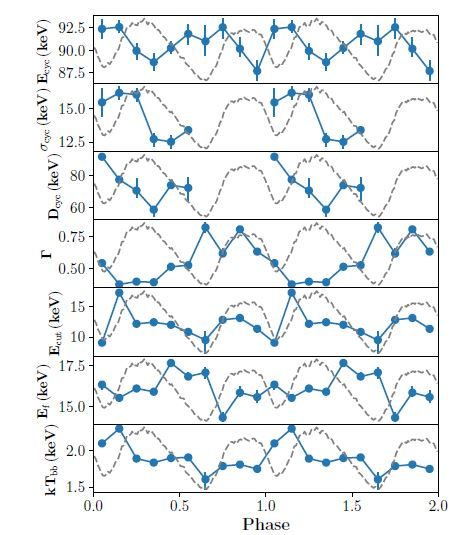 E_cyc (keV)
92.5
90.0
87.5
σ_cyc (keV)
15.0
12.5
D_cyc (keV)
80
60
Γ
0.75
0.50
E_cut (keV)
15
10
E_f (keV)
17.5
15.0
kT_bb (keV)
2.0
1.5
0.0 0.5 1.0 1.5 2.0
Phase